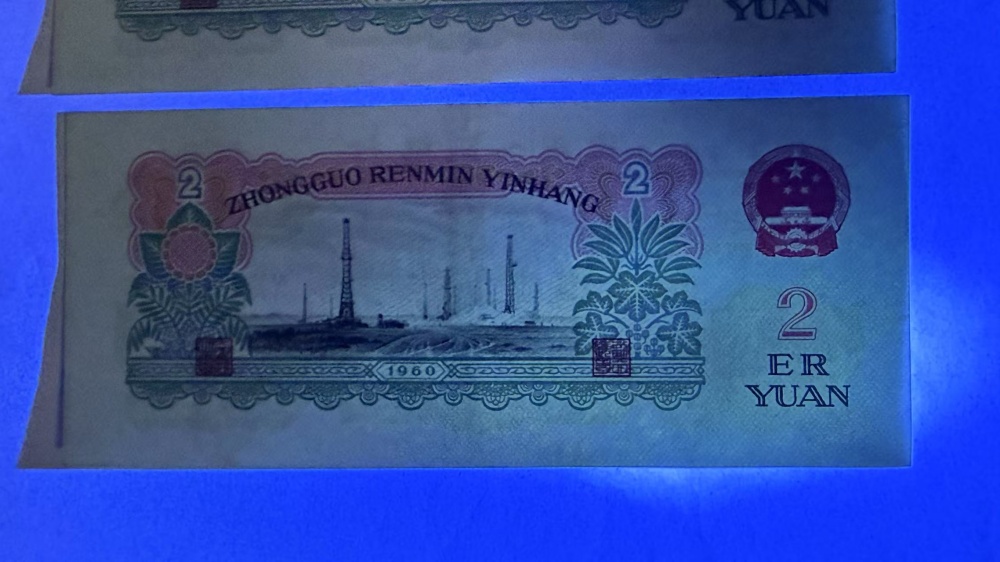 YUAN
2
2
ZHONGGUO RENMIN YINHANG
2
ER
YUAN
1960